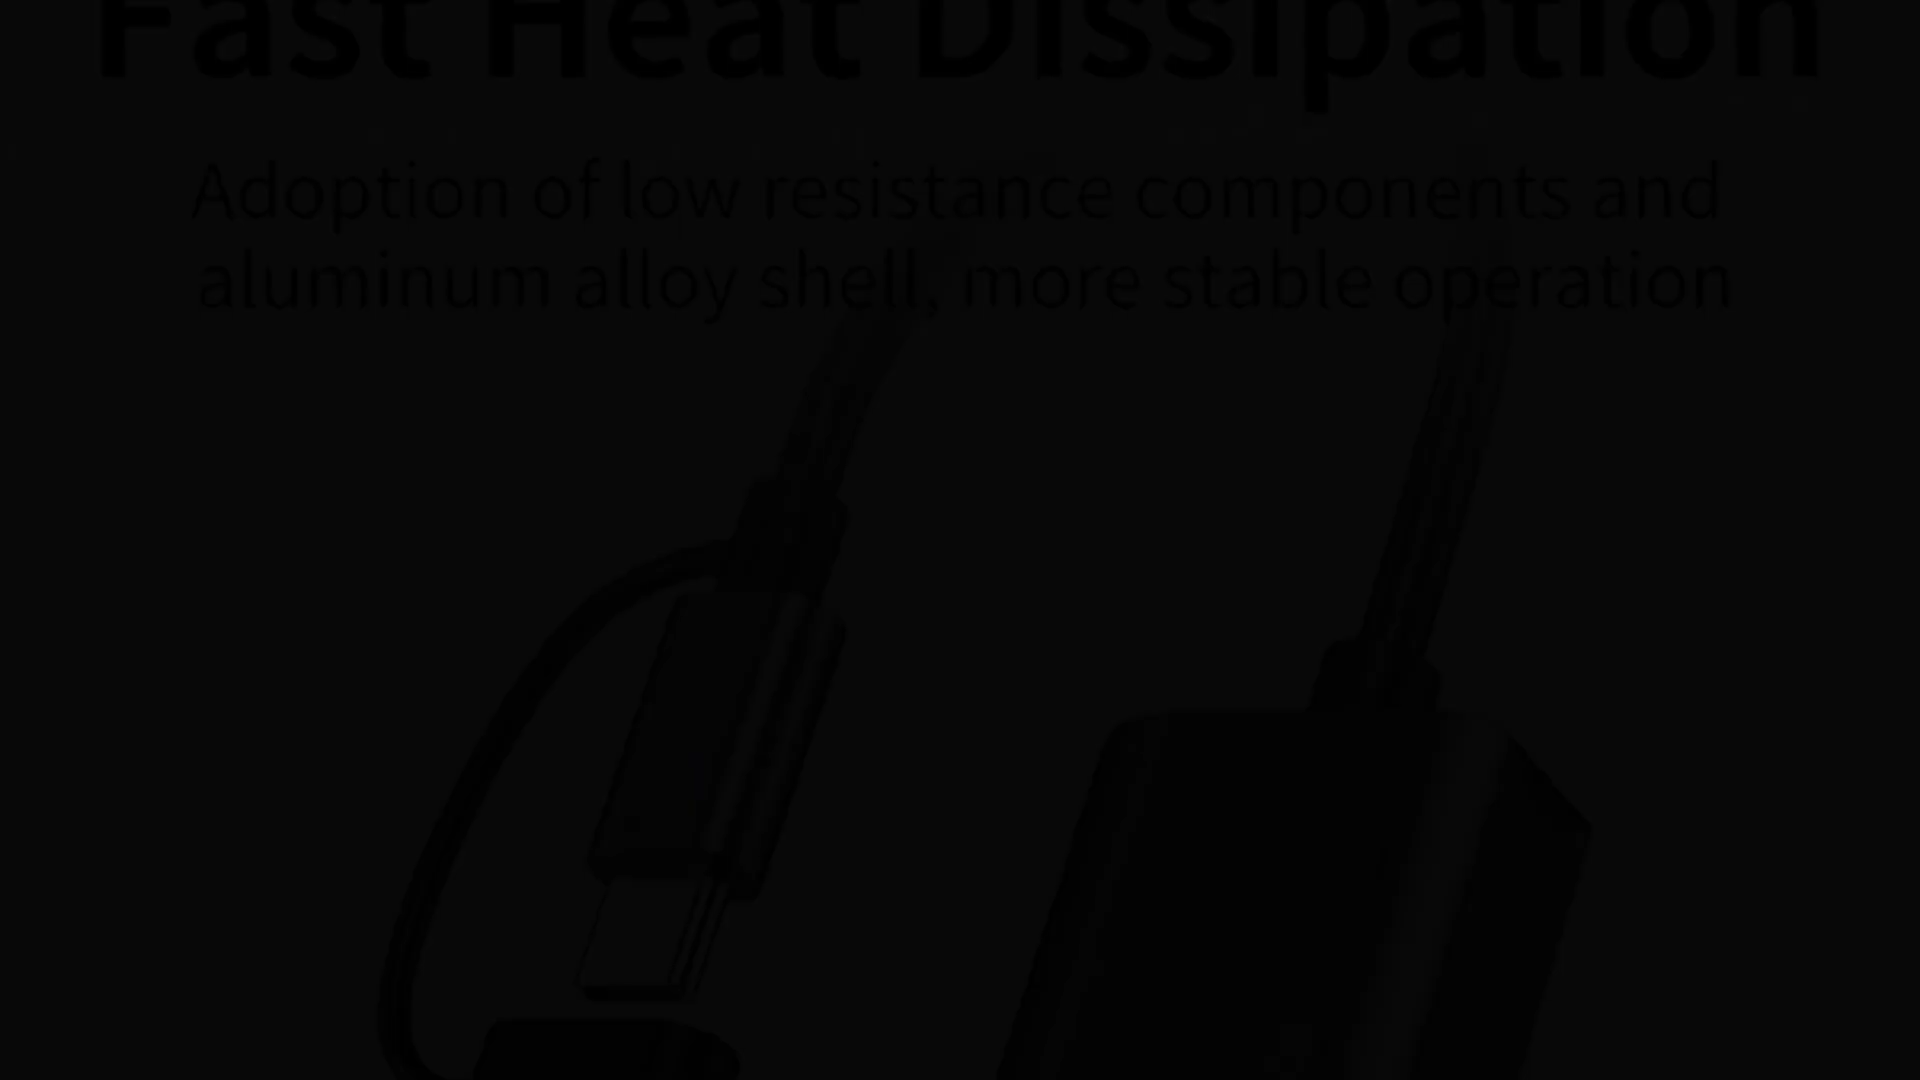 Fast Heat Dissipation
Adoption of low resistance components and
aluminum alloy shell, more stable operation